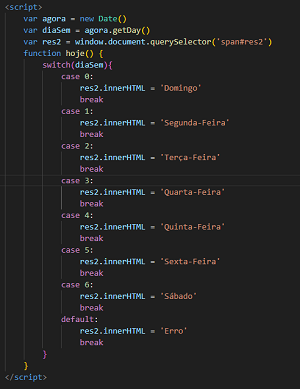 <script>
var agora = new Date()
var diaSem = agora.getDay()
var res2 = window.document.querySelector('span#res2')
function hoje() {
switch(diaSem){
case 0:
res2.innerHTML = 'Domingo'
break
case 1:
res2.innerHTML = 'Segunda-Feira'
break
case 2:
res2.innerHTML = 'Terça-Feira'
break
case 3:
res2.innerHTML = 'Quarta-Feira'
break
case 4:
res2.innerHTML = 'Quinta-Feira'
break
case 5:
res2.innerHTML = 'Sexta-Feira'
break
case 6:
res2.innerHTML = 'Sábado'
break
default:
res2.innerHTML = 'Erro'
break
}
}
</script>